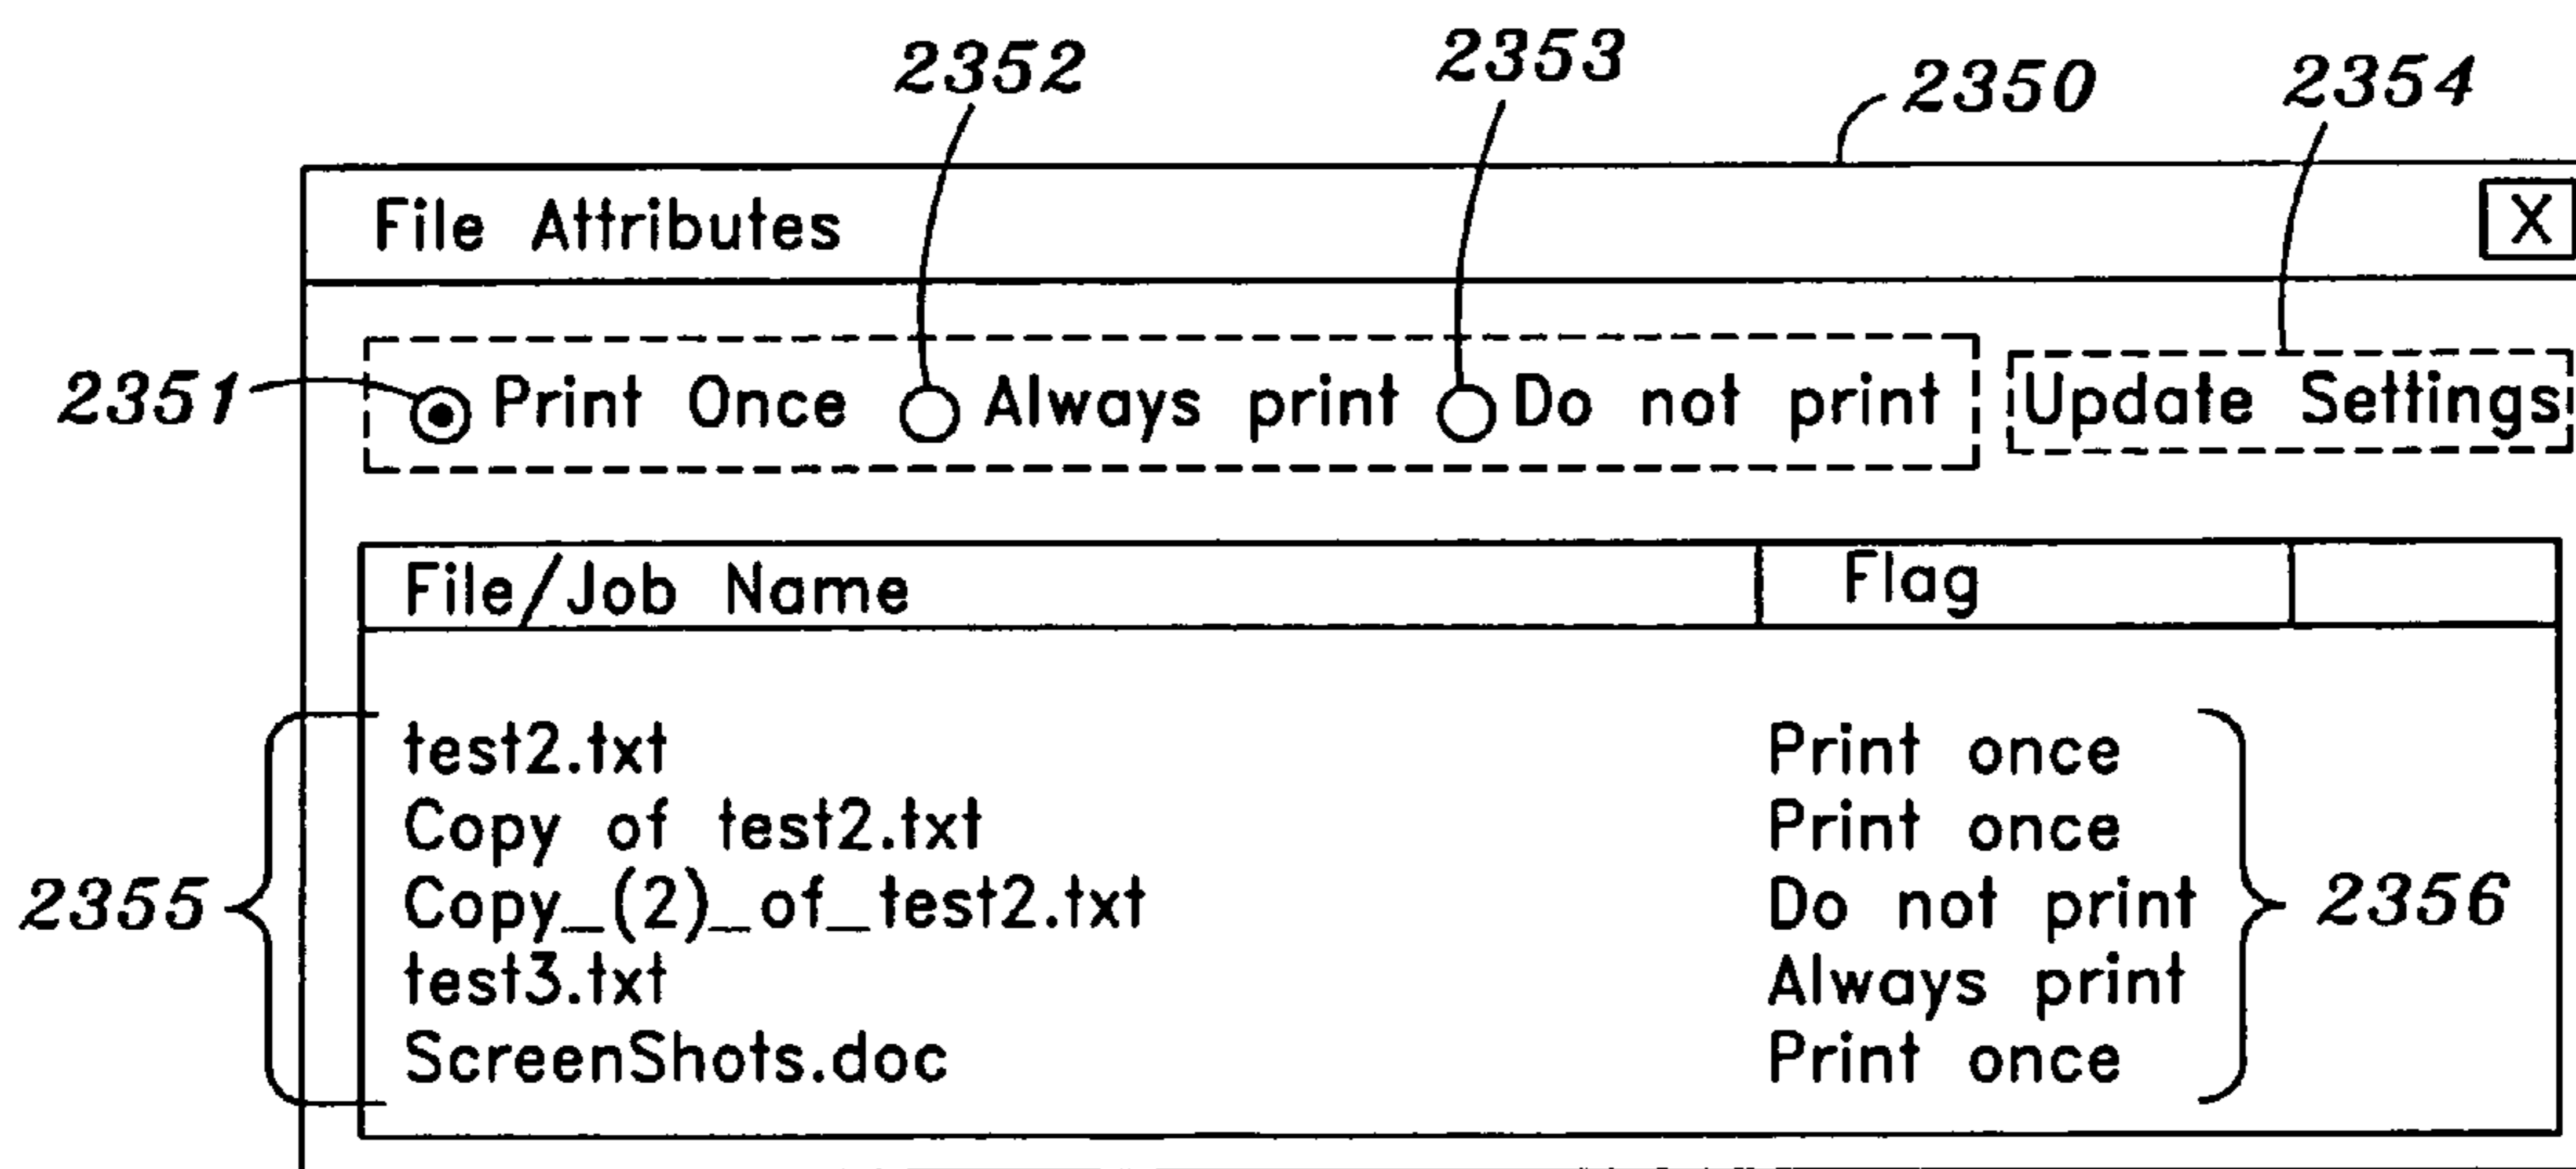 2352 2353 2350 2354
File Attributes X
2351 Print Once Always print Do not print Update Settings
File/Job Name Flag
test2.txt Print once
Copy of test2.txt Print once
2355 Copy_(2)_of_test2.txt Do not print 2356
test3.txt Always print
ScreenShots.doc Print once